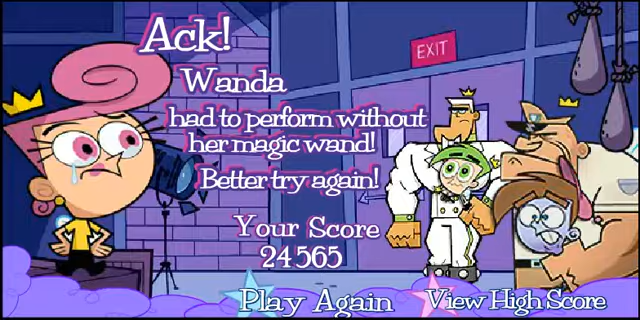 Ack!
EXIT
Wanda
had to perform without
her magic wand!
Better try again!
Your Score
24565
Play Again
View High Score